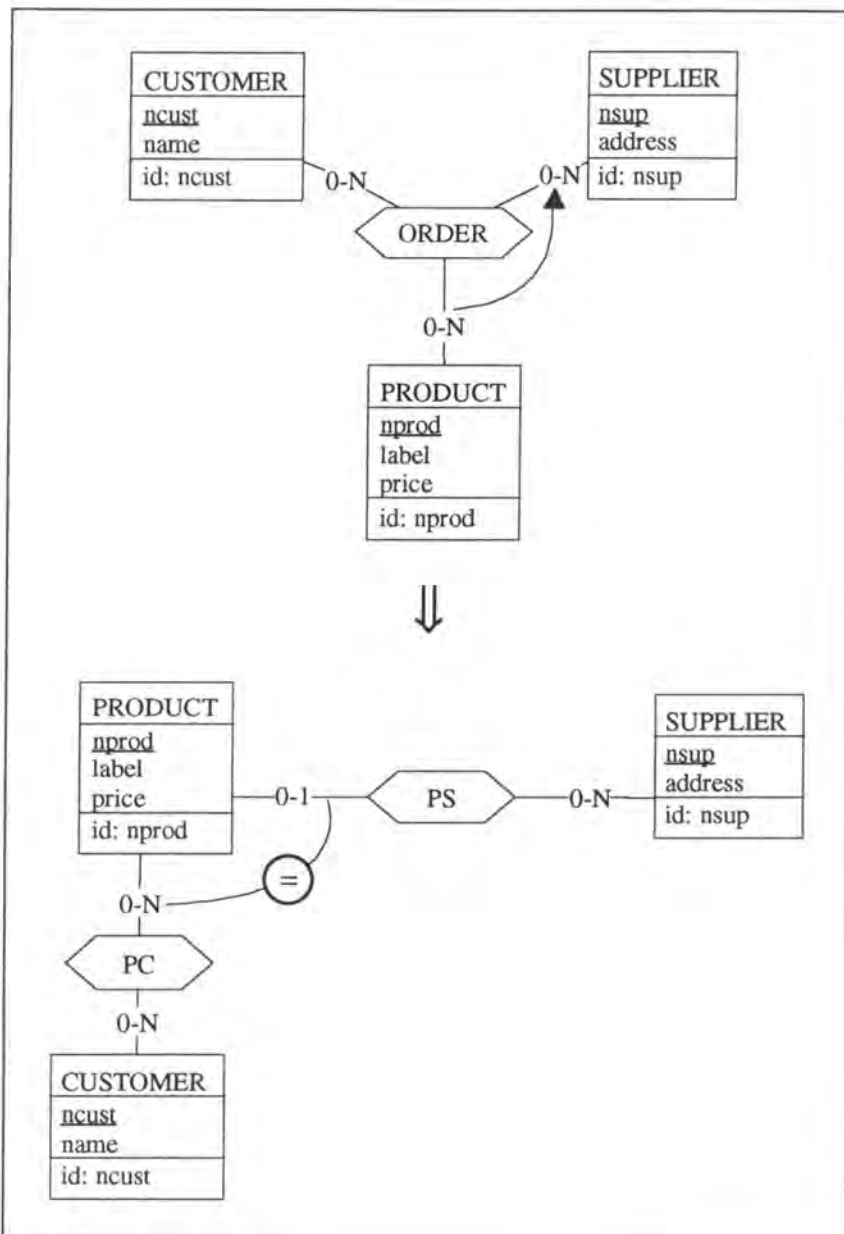 CUSTOMER
ncust
name
id: ncust
SUPPLIER
nsup
address
id: nsup
0-N
0-N
ORDER
0-N
PRODUCT
nprod
label
price
id: nprod
⇓
PRODUCT
nprod
label
price
id: nprod
0-1
PS
0-N
SUPPLIER
nsup
address
id: nsup
=
0-N
PC
0-N
CUSTOMER
ncust
name
id: ncust